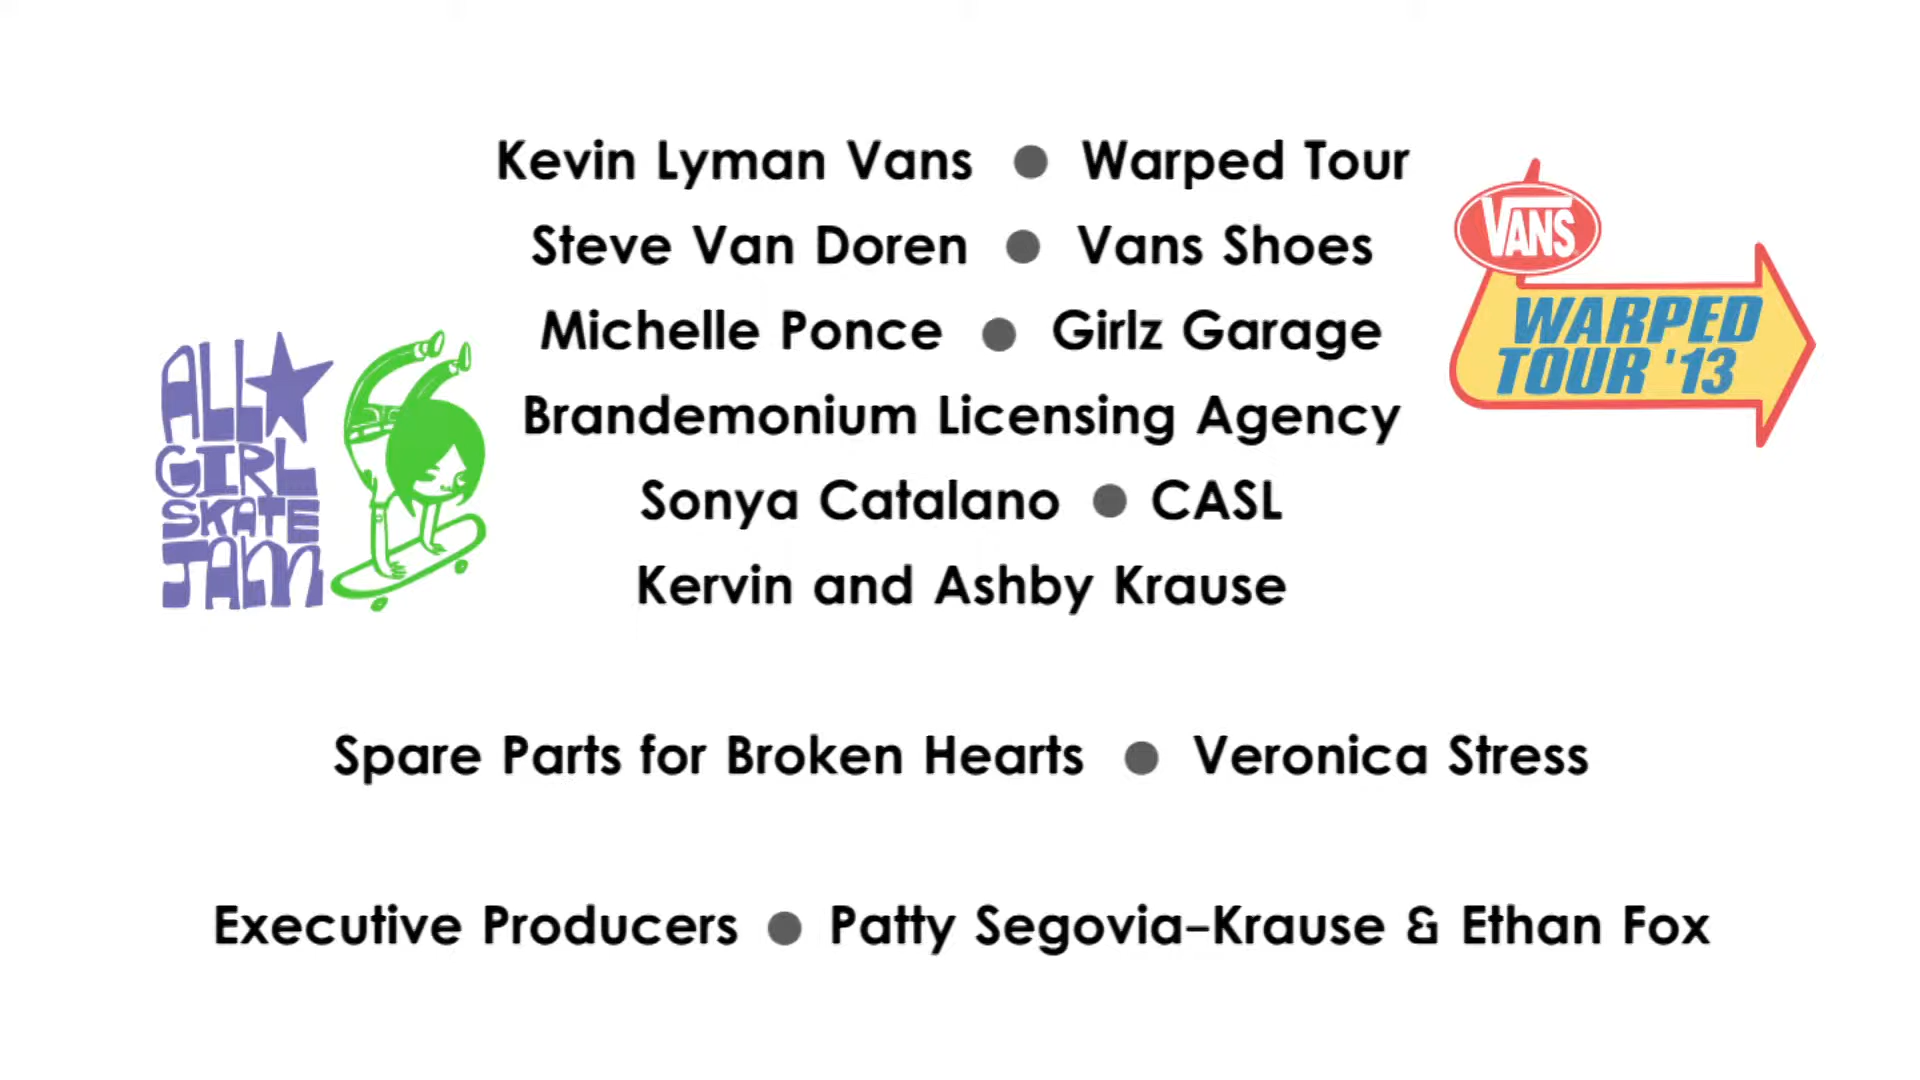 Kevin Lyman Vans ● Warped Tour
Steve Van Doren ● Vans Shoes
Michelle Ponce ● Girlz Garage
Brandemonium Licensing Agency
Sonya Catalano ● CASL
Kervin and Ashby Krause
ALL
GIRL
SKATE
JAM
VANS
WARPED
TOUR '13
Spare Parts for Broken Hearts ● Veronica Stress
Executive Producers ● Patty Segovia-Krause & Ethan Fox